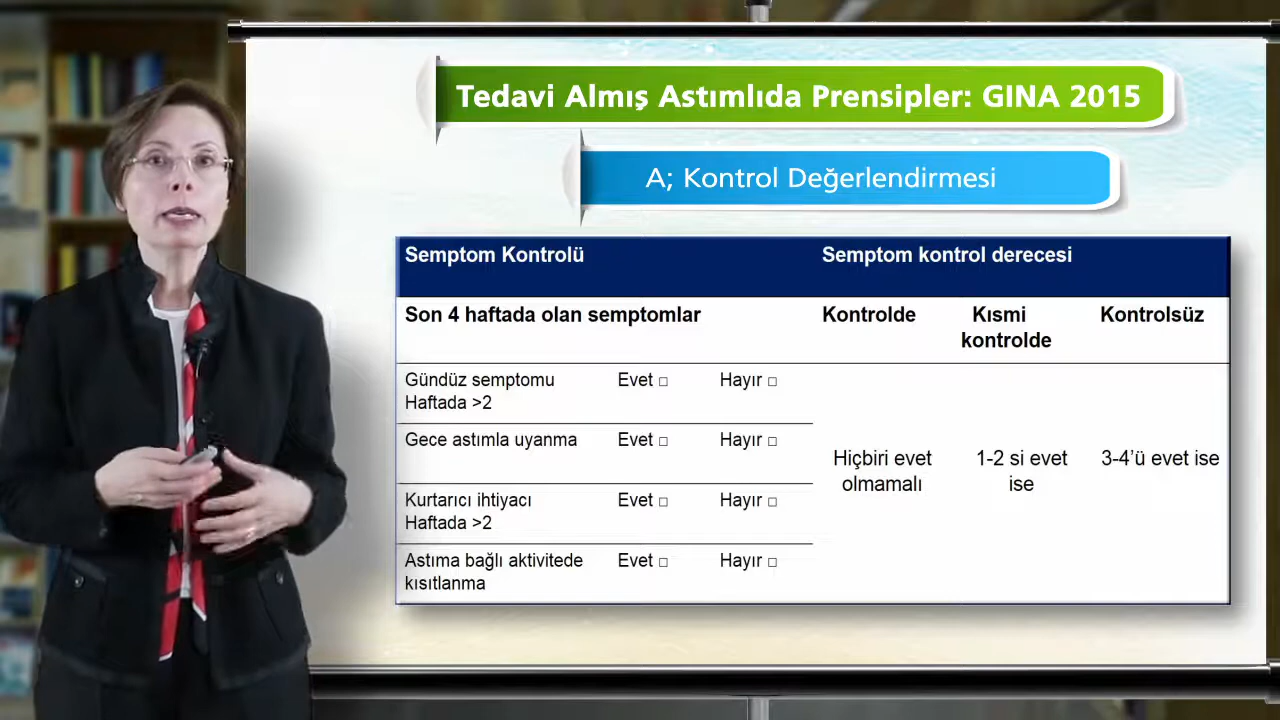 Tedavi Almış Astımlıda Prensipler: GINA 2015
A; Kontrol Değerlendirmesi
Semptom Kontrolü Semptom kontrol derecesi
Son 4 haftada olan semptomlar Kontrolde Kısmi kontrolde Kontrolsüz
Gündüz semptomu Haftada >2 Evet □ Hayır □
Gece astımla uyanma Evet □ Hayır □
Hiçbiri evet olmamalı 1-2 si evet ise 3-4’ü evet ise
Kurtarıcı ihtiyacı Haftada >2 Evet □ Hayır □
Astıma bağlı aktivitede kısıtlanma Evet □ Hayır □